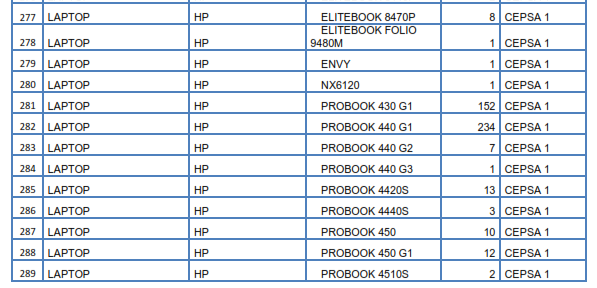 277 LAPTOP HP ELITEBOOK 8470P 8 CEPSA 1
278 LAPTOP HP ELITEBOOK FOLIO
9480M 1 CEPSA 1
279 LAPTOP HP ENVY 1 CEPSA 1
280 LAPTOP HP NX6120 1 CEPSA 1
281 LAPTOP HP PROBOOK 430 G1 152 CEPSA 1
282 LAPTOP HP PROBOOK 440 G1 234 CEPSA 1
283 LAPTOP HP PROBOOK 440 G2 7 CEPSA 1
284 LAPTOP HP PROBOOK 440 G3 1 CEPSA 1
285 LAPTOP HP PROBOOK 4420S 13 CEPSA 1
286 LAPTOP HP PROBOOK 4440S 3 CEPSA 1
287 LAPTOP HP PROBOOK 450 10 CEPSA 1
288 LAPTOP HP PROBOOK 450 G1 12 CEPSA 1
289 LAPTOP HP PROBOOK 4510S 2 CEPSA 1